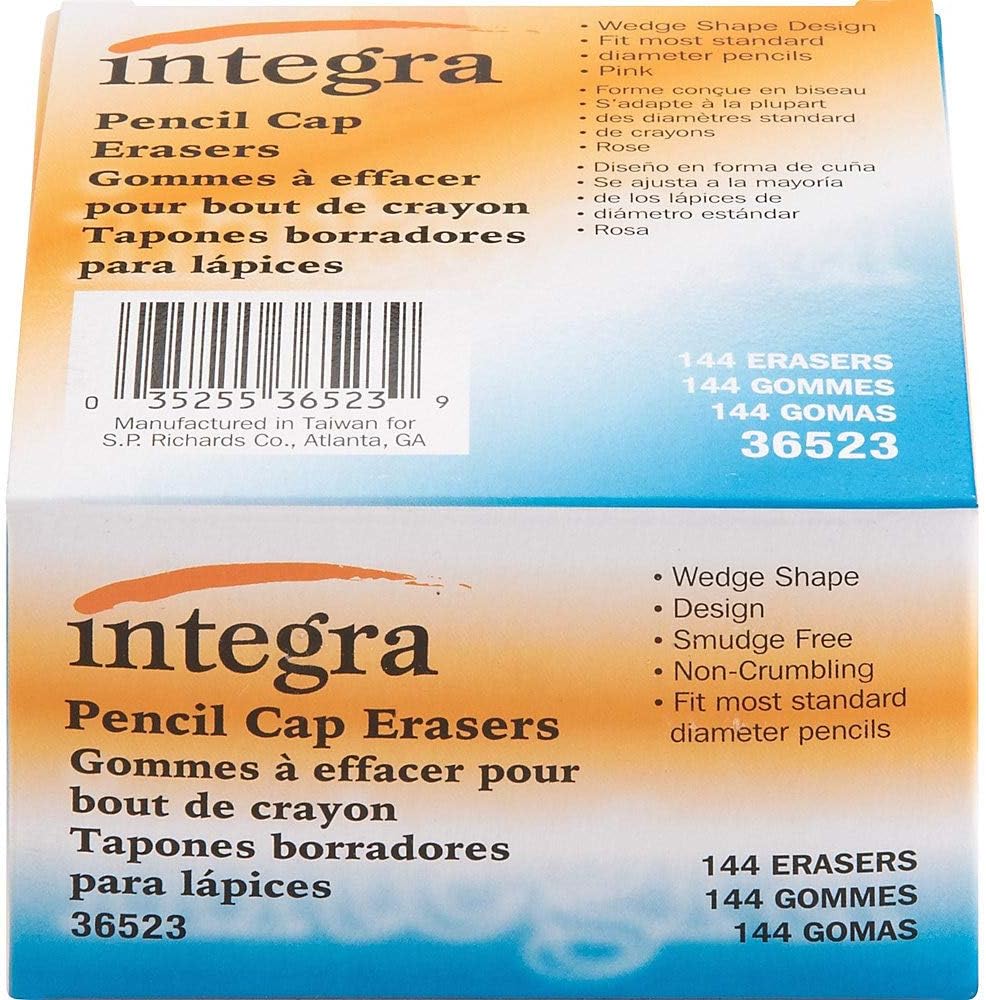 integra
Pencil Cap
Erasers
Gommes à effacer
pour bout de crayon
Tapones borradores
para lápices
• Wedge Shape Design
• Fit most standard
• diameter pencils
• Pink
• Forme conçue en biseau
• S'adapte à la plupart
• des diamètres standard
• de crayons
• Rose
• Diseño en forma de cuña
• Se ajusta a la mayoría
• de los lápices de
• diámetro estándar
• Rosa
0 35255 36523 9
Manufactured in Taiwan for
S.P. Richards Co., Atlanta, GA
144 ERASERS
144 GOMMES
144 GOMAS
36523
integra
Pencil Cap Erasers
Gommes à effacer pour
bout de crayon
Tapones borradores
para lápices
36523
• Wedge Shape
• Design
• Smudge Free
• Non-Crumbling
• Fit most standard
diameter pencils
144 ERASERS
144 GOMMES
144 GOMAS